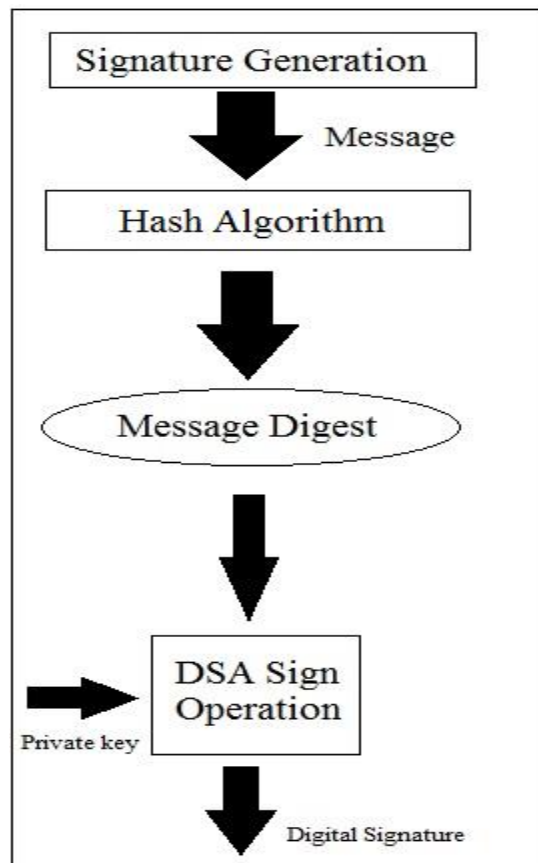 Signature Generation
Message
Hash Algorithm
Message Digest
DSA Sign
Operation
Private key
Digital Signature